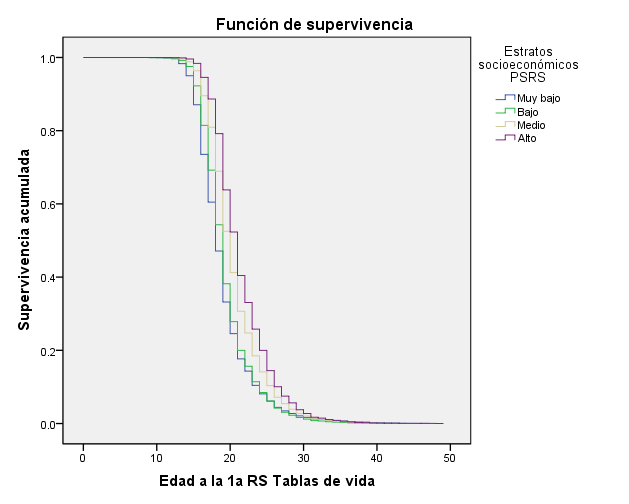 Función de supervivencia
Estratos
socioeconómicos
PSRS
Muy bajo
Bajo
Medio
Alto
Supervivencia acumulada
1.0
0.8
0.6
0.4
0.2
0.0
0 10 20 30 40 50
Edad a la 1a RS Tablas de vida